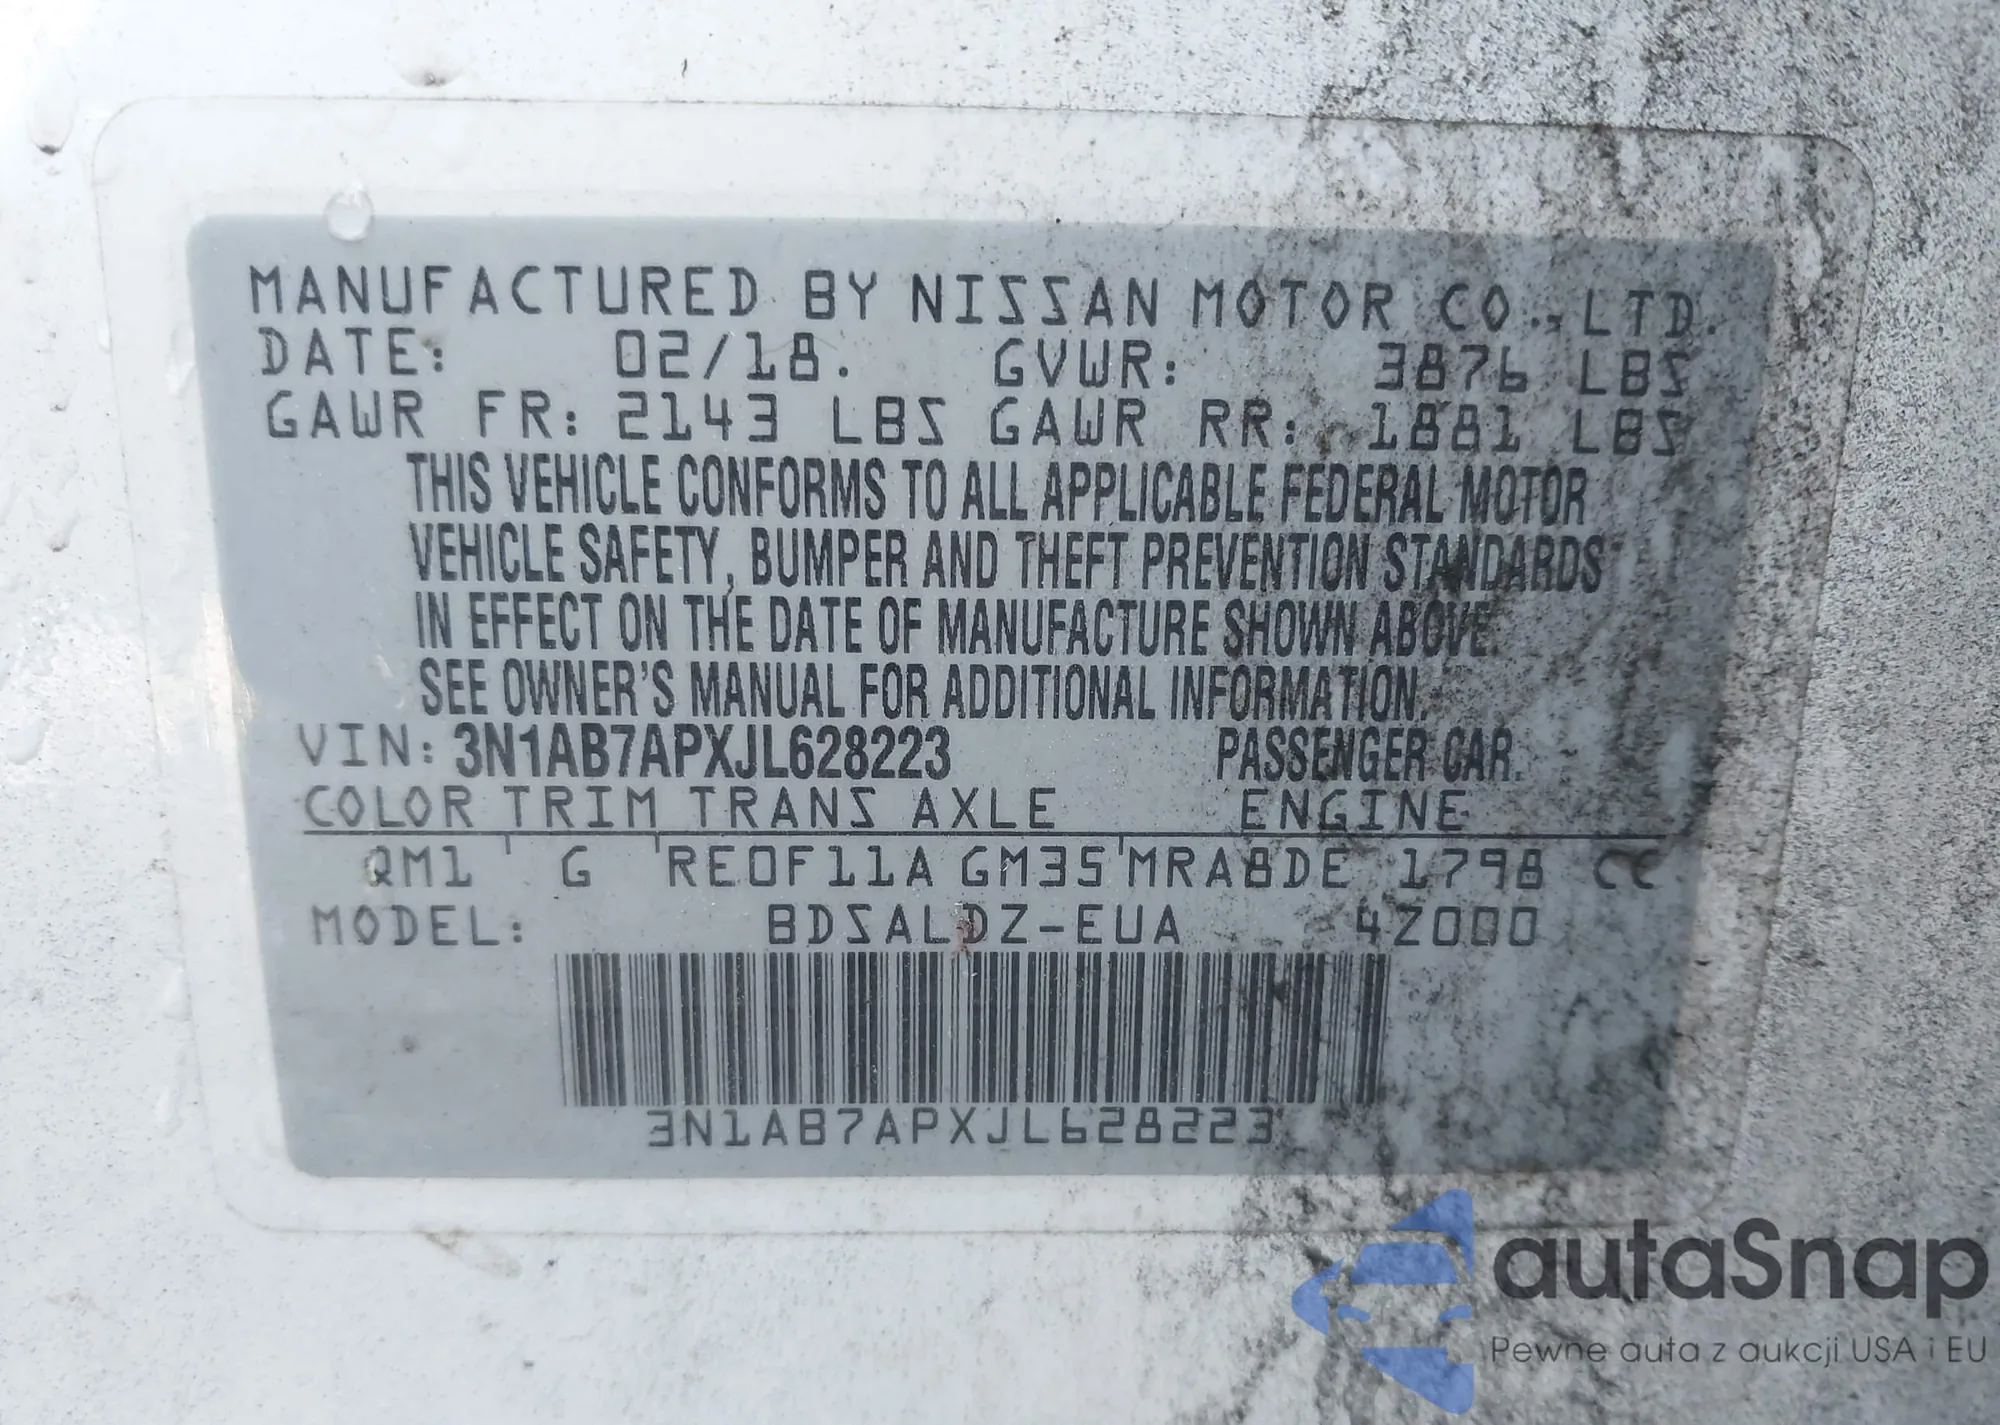 MANUFACTURED BY NISSAN MOTOR CO., LTD.
DATE: 02/18. GVWR: 3876 LBS
GAWR FR: 2143 LBS GAWR RR: 1881 LBS
THIS VEHICLE CONFORMS TO ALL APPLICABLE FEDERAL MOTOR
VEHICLE SAFETY, BUMPER AND THEFT PREVENTION STANDARDS
IN EFFECT ON THE DATE OF MANUFACTURE SHOWN ABOVE.
SEE OWNER'S MANUAL FOR ADDITIONAL INFORMATION.
VIN: 3N1AB7APXJL628223 PASSENGER CAR.
COLOR TRIM TRANS AXLE ENGINE
QM1 G RE0F11A GM35 MRA8DE 1798 CC
MODEL: BDSALDZ-EUA 4Z000
3N1AB7APXJL628223
autaSnap
Pewne auta z aukcji USA i EU